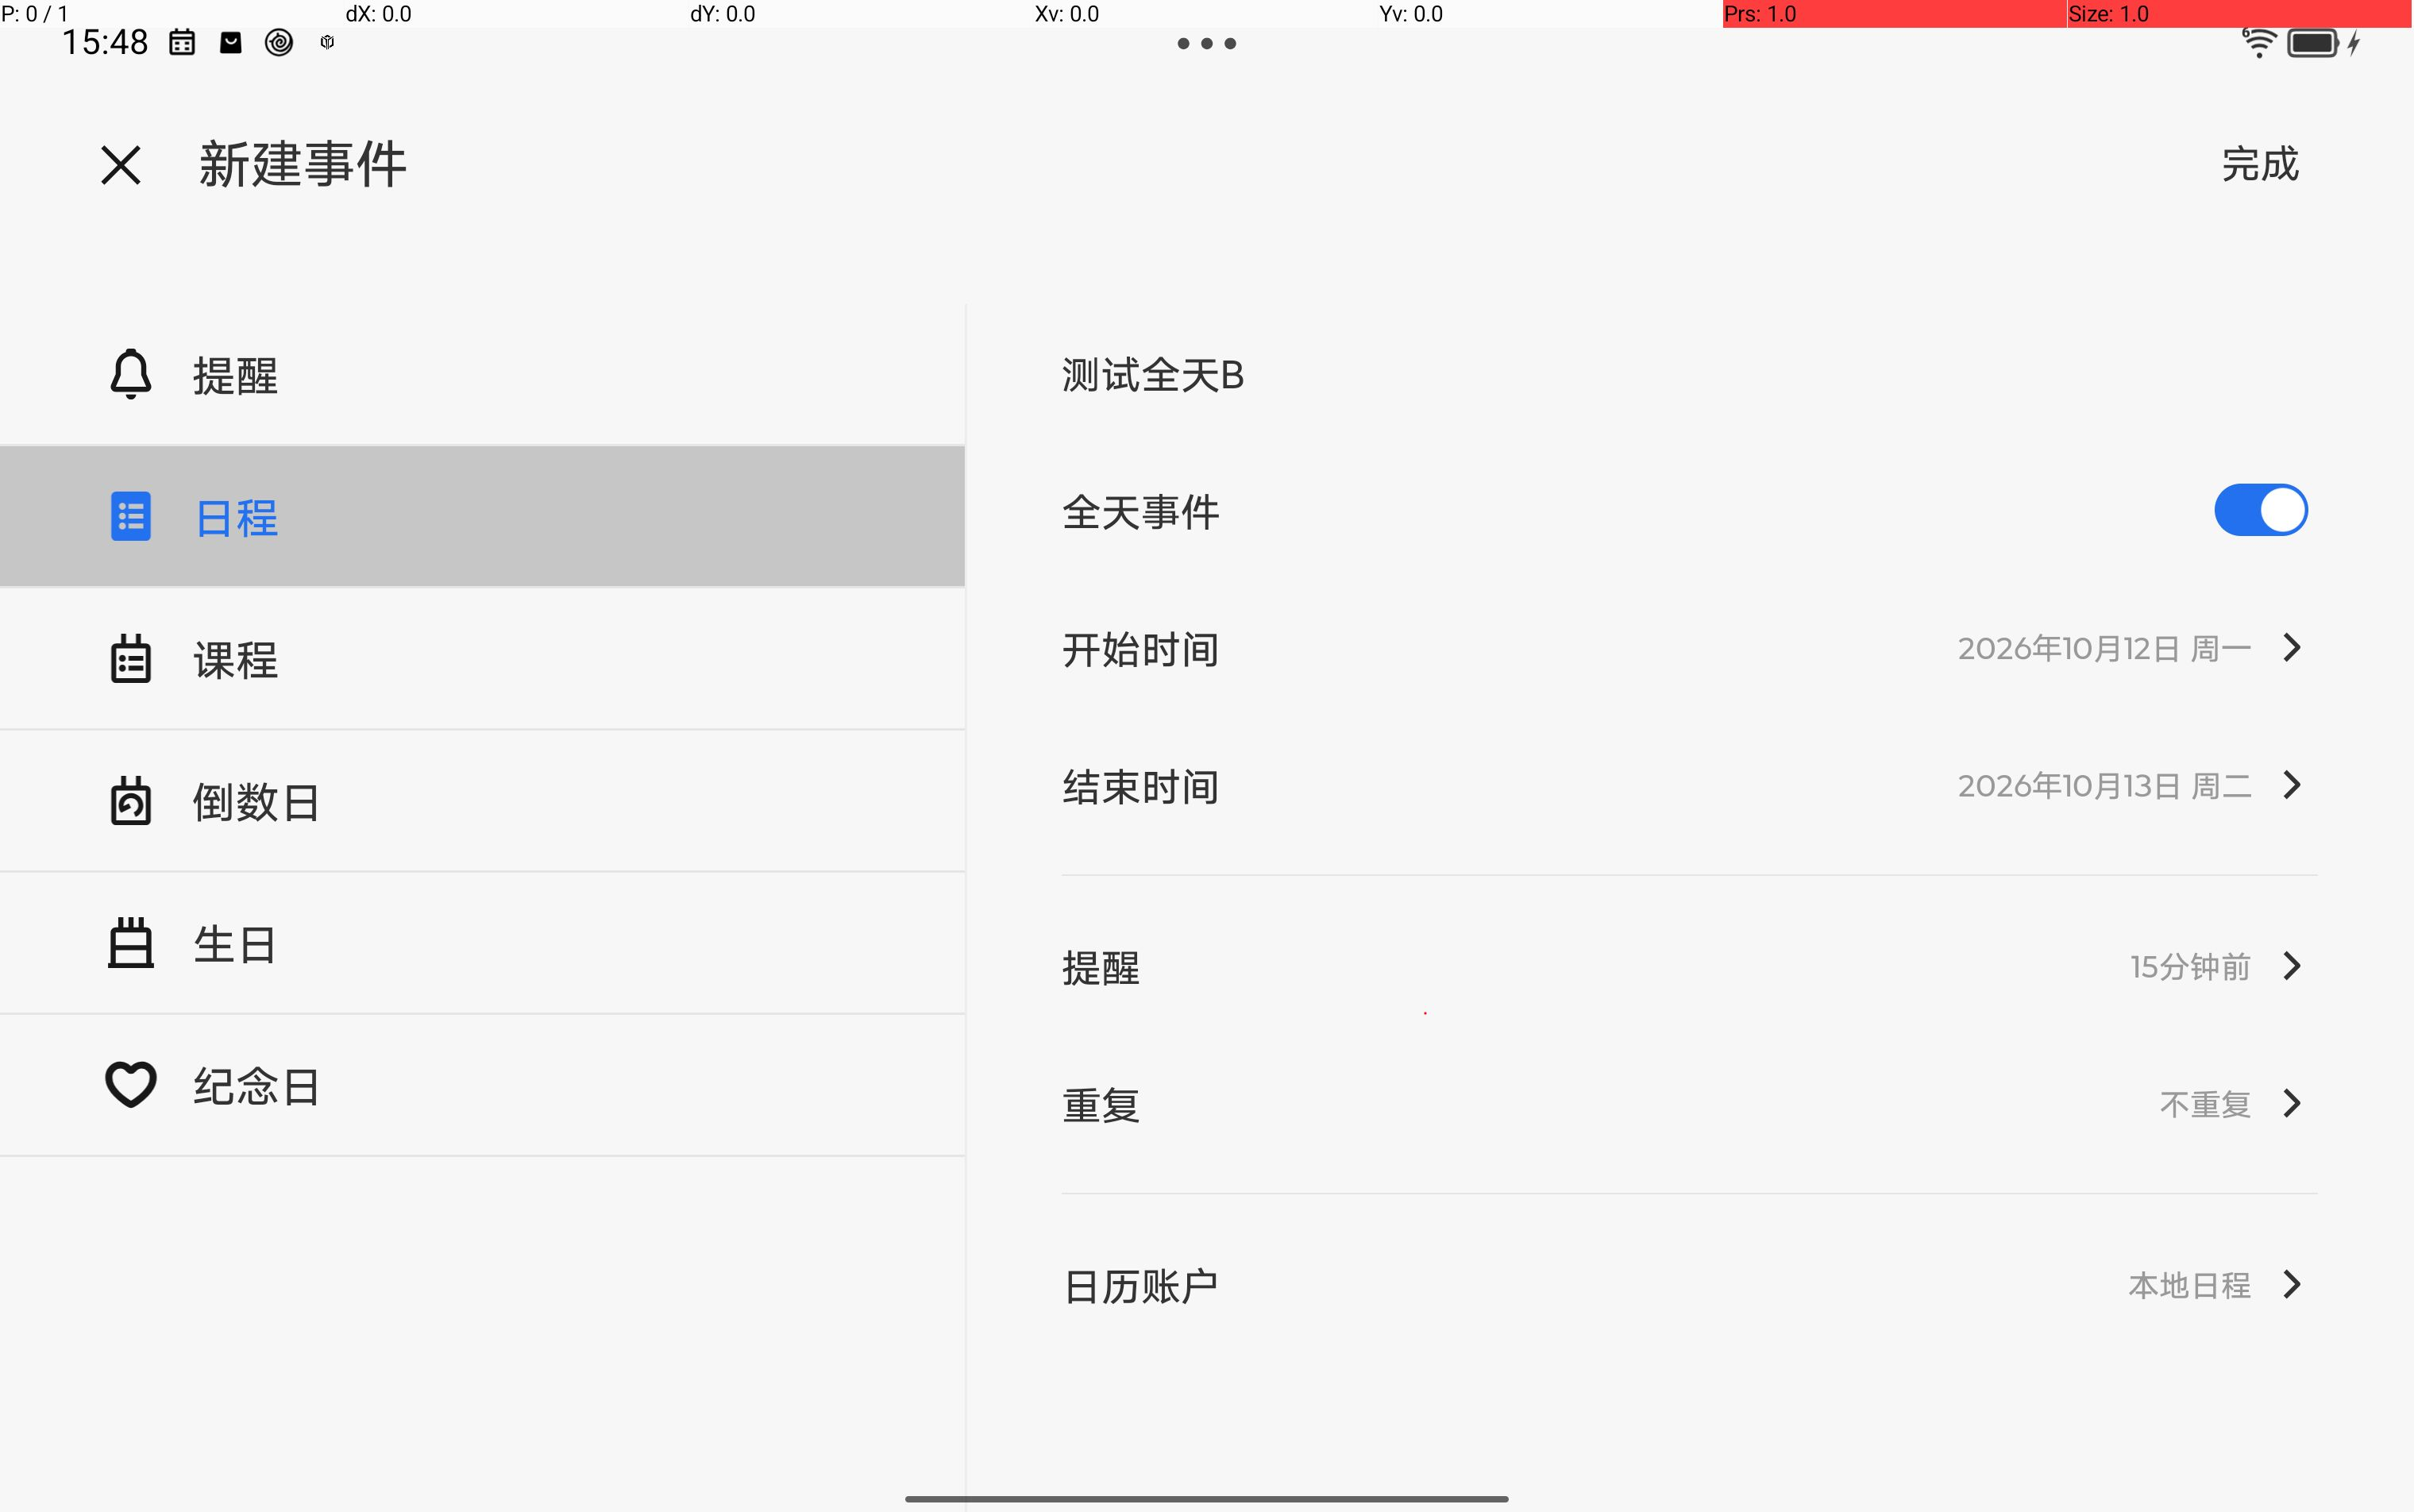 P: 0 / 1 dX: 0.0 dY: 0.0 Xv: 0.0 Yv: 0.0 Prs: 1.0 Size: 1.0
15:48
6
新建事件
完成
提醒
日程
课程
倒数日
生日
纪念日
测试全天B
全天事件
开始时间 2026年10月12日 周一
结束时间 2026年10月13日 周二
提醒 15分钟前
重复 不重复
日历账户 本地日程